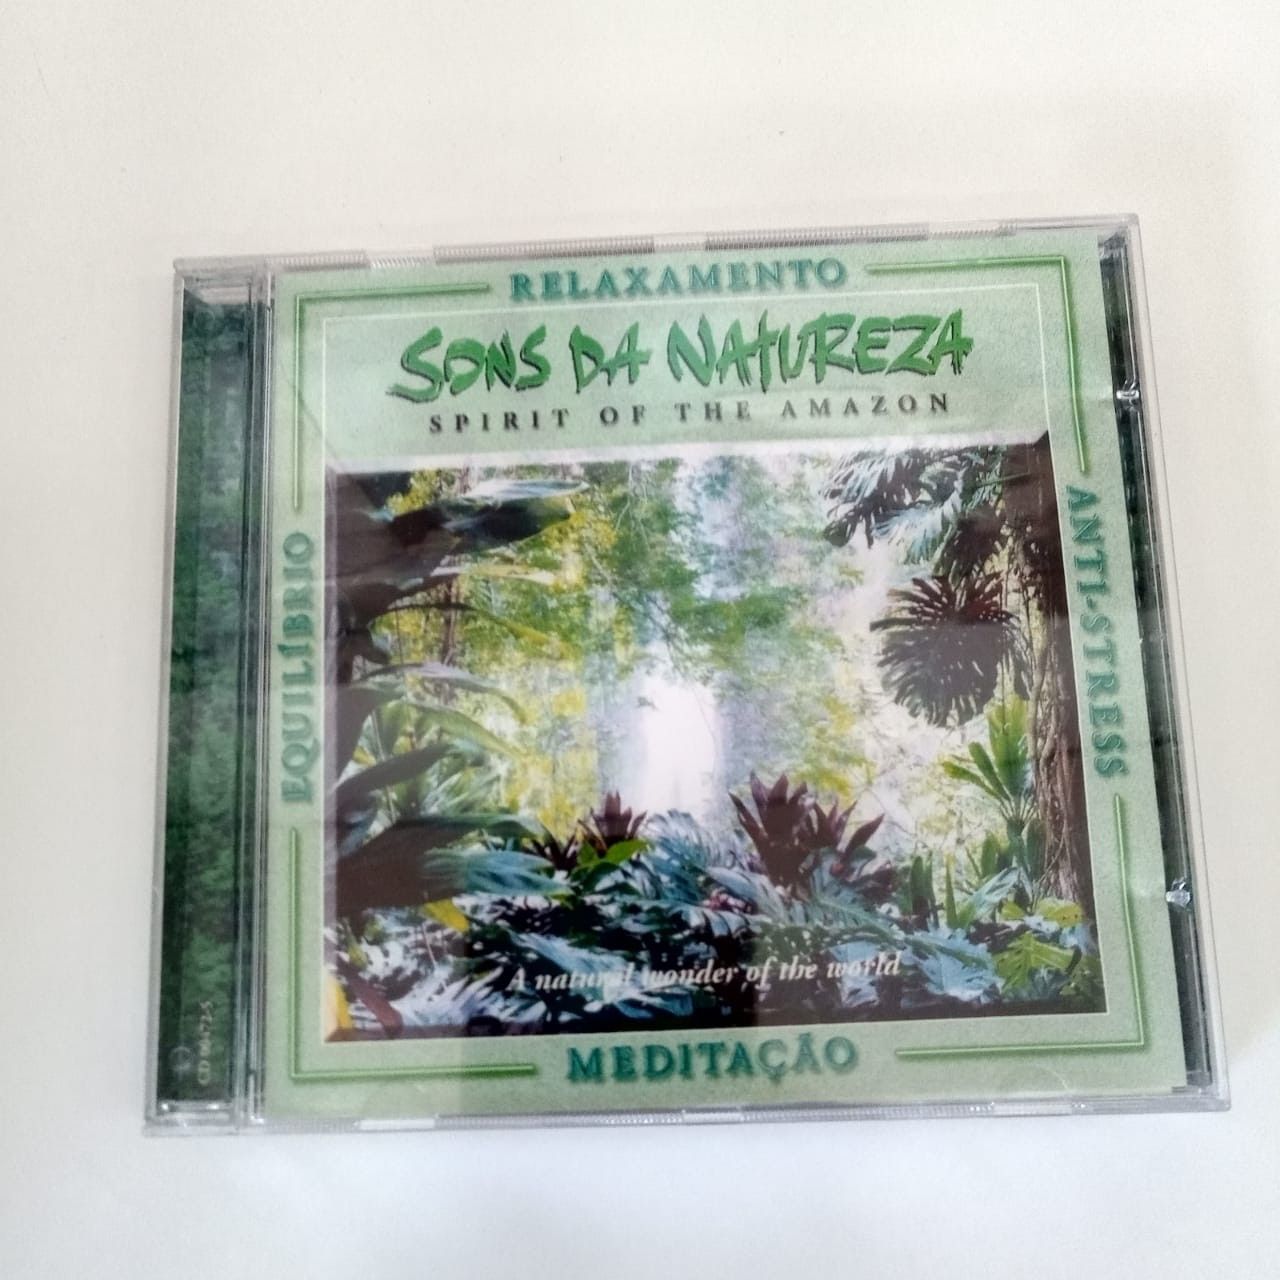 RELAXAMENTO
SONS DA NATUREZA
SPIRIT OF THE AMAZON
EQUILÍBRIO
ANTI-STRESS
A natural wonder of the world
MEDITAÇÃO